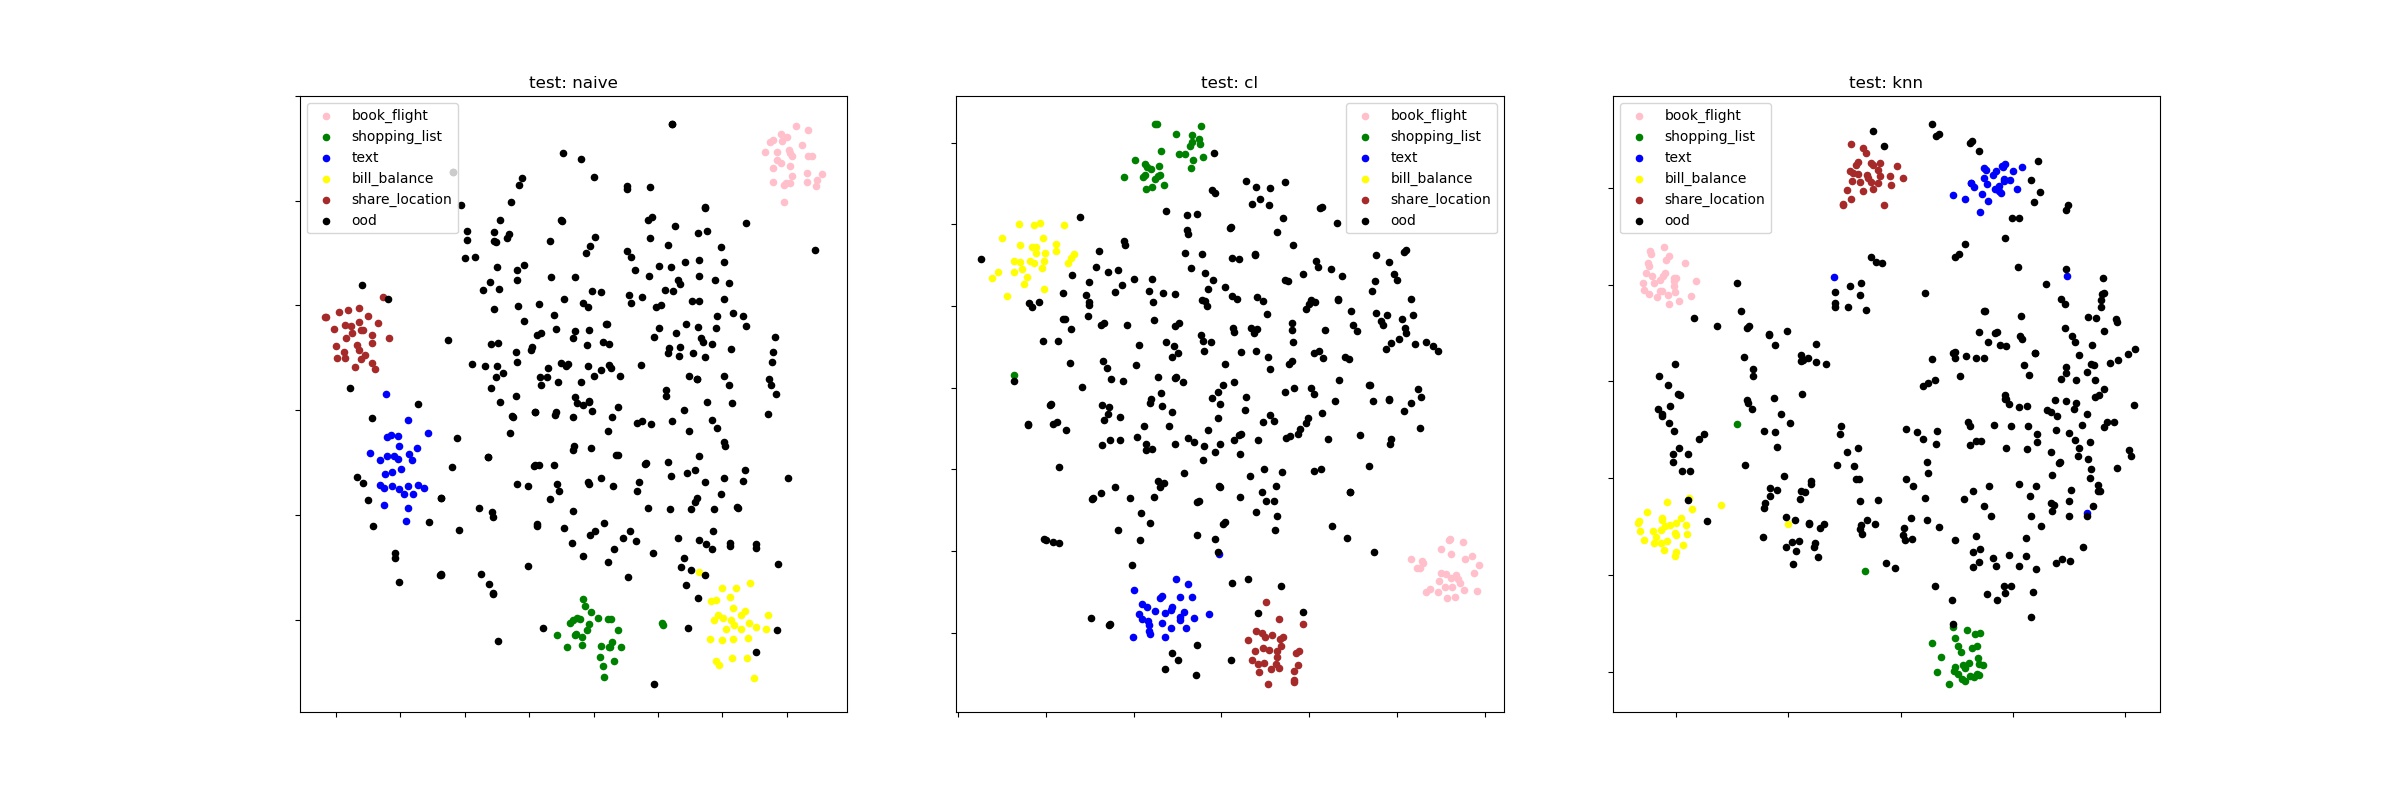 test: naive
book_flight
shopping_list
text
bill_balance
share_location
ood
test: cl
book_flight
shopping_list
text
bill_balance
share_location
ood
test: knn
book_flight
shopping_list
text
bill_balance
share_location
ood